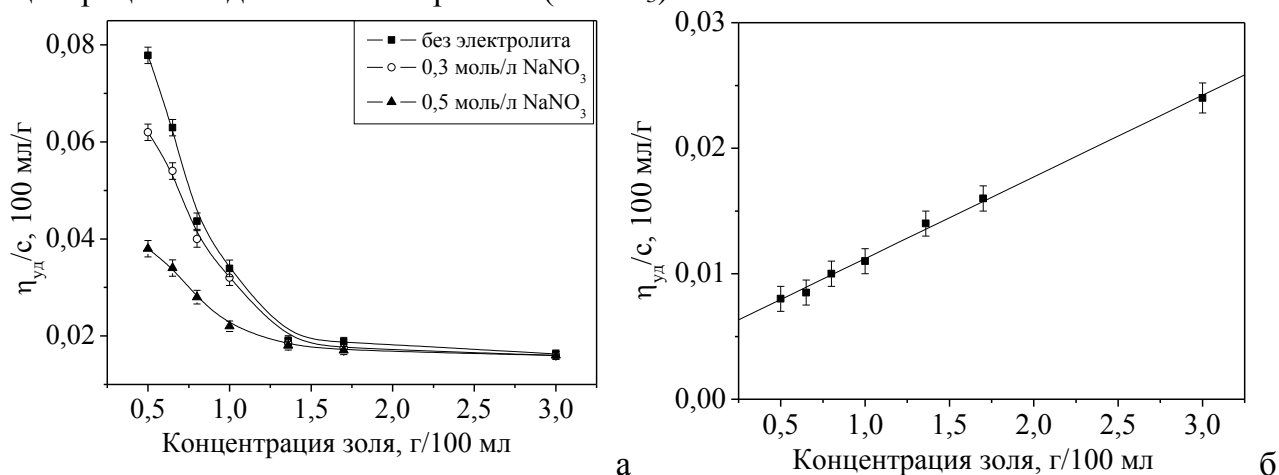 0,08
0,06
0,04
0,02
η_уд/с, 100 мл/г
без электролита
0,3 моль/л NaNO₃
0,5 моль/л NaNO₃
0,5 1,0 1,5 2,0 2,5 3,0
Концентрация золя, г/100 мл
а
0,03
0,02
0,01
0,00
η_уд/с, 100 мл/г
0,5 1,0 1,5 2,0 2,5 3,0
Концентрация золя, г/100 мл
б